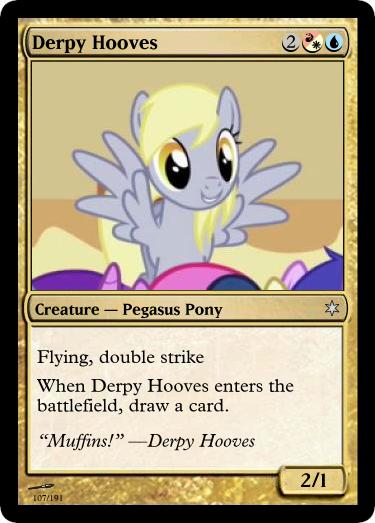 Derpy Hooves 2
Creature — Pegasus Pony
Flying, double strike
When Derpy Hooves enters the
battlefield, draw a card.
“Muffins!” —Derpy Hooves
2/1
107/191